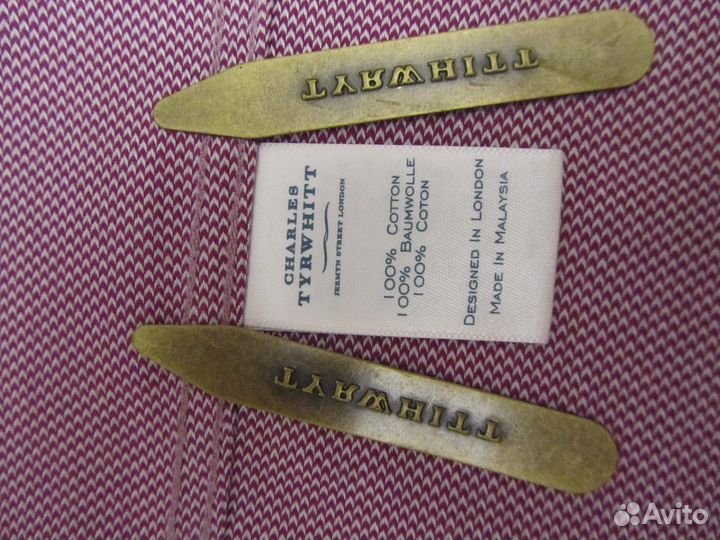 TYRWHITT
CHARLES
TYRWHITT
JERMYN STREET LONDON
100% COTTON
100% BAUMWOLLE
100% COTON
DESIGNED IN LONDON
MADE IN MALAYSIA
TYRWHITT
Avito